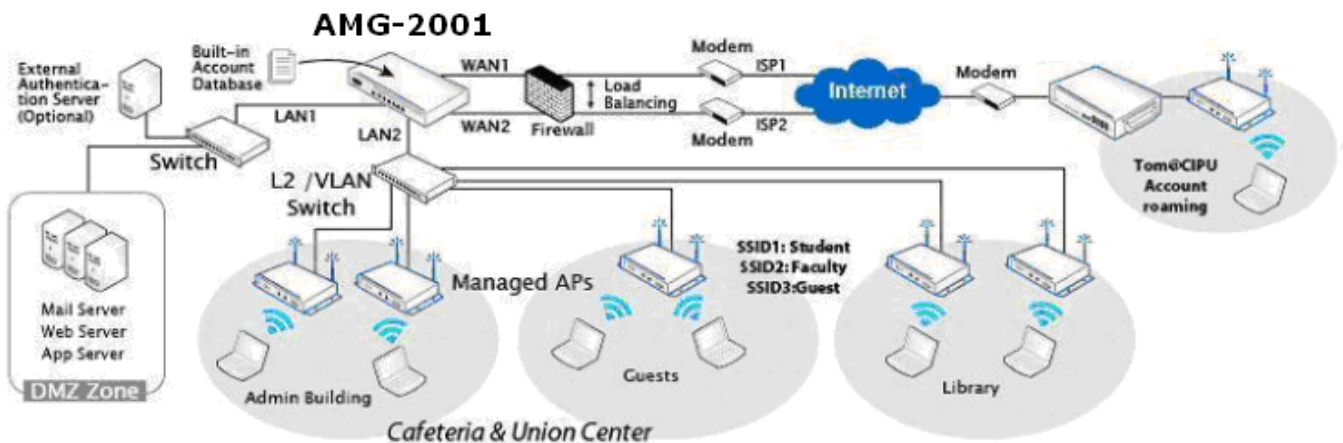 AMG-2001
External
Authentica-
tion Server
(Optional)
Built-in
Account
Database
WAN1
WAN2
LAN1
LAN2
Firewall
Load
Balancing
Modem
ISP1
Modem
ISP2
Internet
Modem
Switch
L2 /VLAN
Switch
Tom@CIPU
Account
roaming
Mail Server
Web Server
App Server
DMZ Zone
Managed APs
SSID1: Student
SSID2: Faculty
SSID3:Guest
Admin Building
Guests
Library
Cafeteria & Union Center